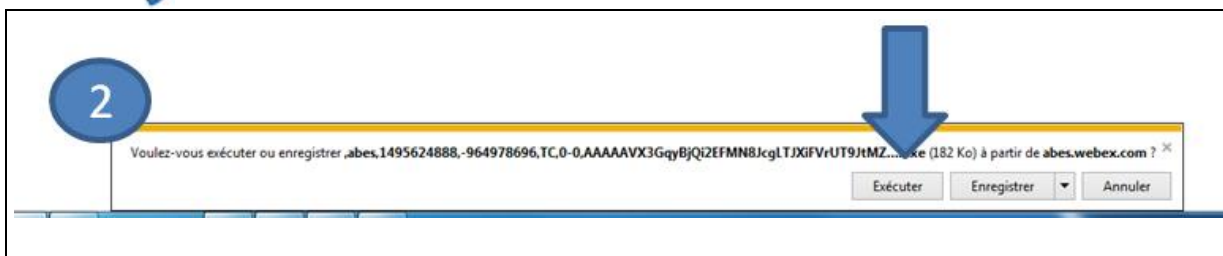 2
Voulez-vous exécuter ou enregistrer ,abes,1495624888,-964978696,TC,0-0,AAAAAVX3GqyBjQi2EFMN8JcgLTJXiFVrUT9JtMZ.... (182 Ko) à partir de abes.webex.com ? ×
Exécuter Enregistrer Annuler